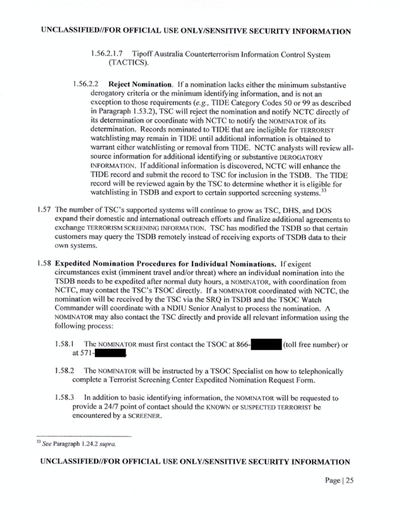 UNCLASSIFIED//FOR OFFICIAL USE ONLY/SENSITIVE SECURITY INFORMATION
1.56.2.1.7 Tipoff Australia Counterterrorism Information Control System
(TACTICS).
1.56.2.2 Reject Nomination. If a nomination lacks either the minimum substantive
derogatory criteria or the minimum identifying information, and is not an
exception to those requirements (e.g., TIDE Category Codes 50 or 99 as described
in Paragraph 1.53.2), TSC will reject the nomination and notify NCTC directly of
its determination or coordinate with NCTC to notify the NOMINATOR of its
determination. Records nominated to TIDE that are ineligible for TERRORIST
watchlisting may remain in TIDE until additional information is obtained to
warrant either watchlisting or removal from TIDE. NCTC analysts will review all-
source information for additional identifying or substantive DEROGATORY
INFORMATION. If additional information is discovered, NCTC will enhance the
TIDE record and submit the record to TSC for inclusion in the TSDB. The TIDE
record will be reviewed again by the TSC to determine whether it is eligible for
watchlisting in TSDB and export to certain supported screening systems.33
1.57 The number of TSC's supported systems will continue to grow as TSC, DHS, and DOS
expand their domestic and international outreach efforts and finalize additional agreements to
exchange TERRORISM SCREENING INFORMATION. TSC has modified the TSDB so that certain
customers may query the TSDB remotely instead of receiving exports of TSDB data to their
own systems.
1.58 Expedited Nomination Procedures for Individual Nominations. If exigent
circumstances exist (imminent travel and/or threat) where an individual nomination into the
TSDB needs to be expedited after normal duty hours, a NOMINATOR, with coordination from
NCTC, may contact the TSC's TSOC directly. If a NOMINATOR coordinated with NCTC, the
nomination will be received by the TSC via the SRQ in TSDB and the TSOC Watch
Commander will coordinate with a NDIU Senior Analyst to process the nomination. A
NOMINATOR may also contact the TSC directly and provide all relevant information using the
following process:
1.58.1 The NOMINATOR must first contact the TSOC at 866- (toll free number) or
at 571- .
1.58.2 The NOMINATOR will be instructed by a TSOC Specialist on how to telephonically
complete a Terrorist Screening Center Expedited Nomination Request Form.
1.58.3 In addition to basic identifying information, the NOMINATOR will be requested to
provide a 24/7 point of contact should the KNOWN or SUSPECTED TERRORIST be
encountered by a SCREENER.
33 See Paragraph 1.24.2 supra.
UNCLASSIFIED//FOR OFFICIAL USE ONLY/SENSITIVE SECURITY INFORMATION
Page | 25